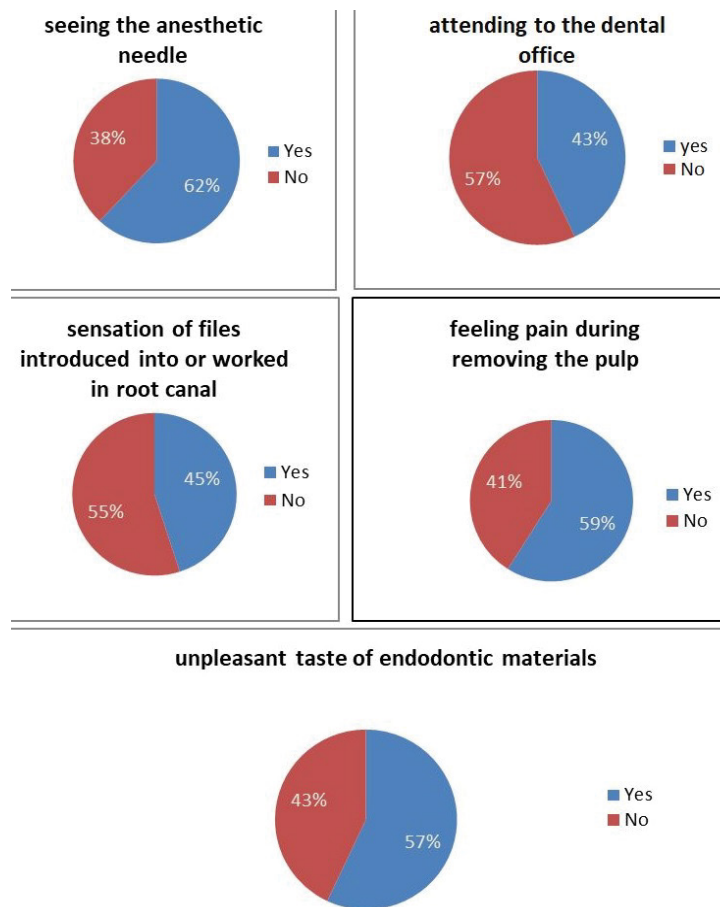 seeing the anesthetic
needle
38%
62%
Yes
No
attending to the dental
office
43%
57%
yes
No
sensation of files
introduced into or worked
in root canal
45%
55%
Yes
No
feeling pain during
removing the pulp
41%
59%
Yes
No
unpleasant taste of endodontic materials
43%
57%
Yes
No